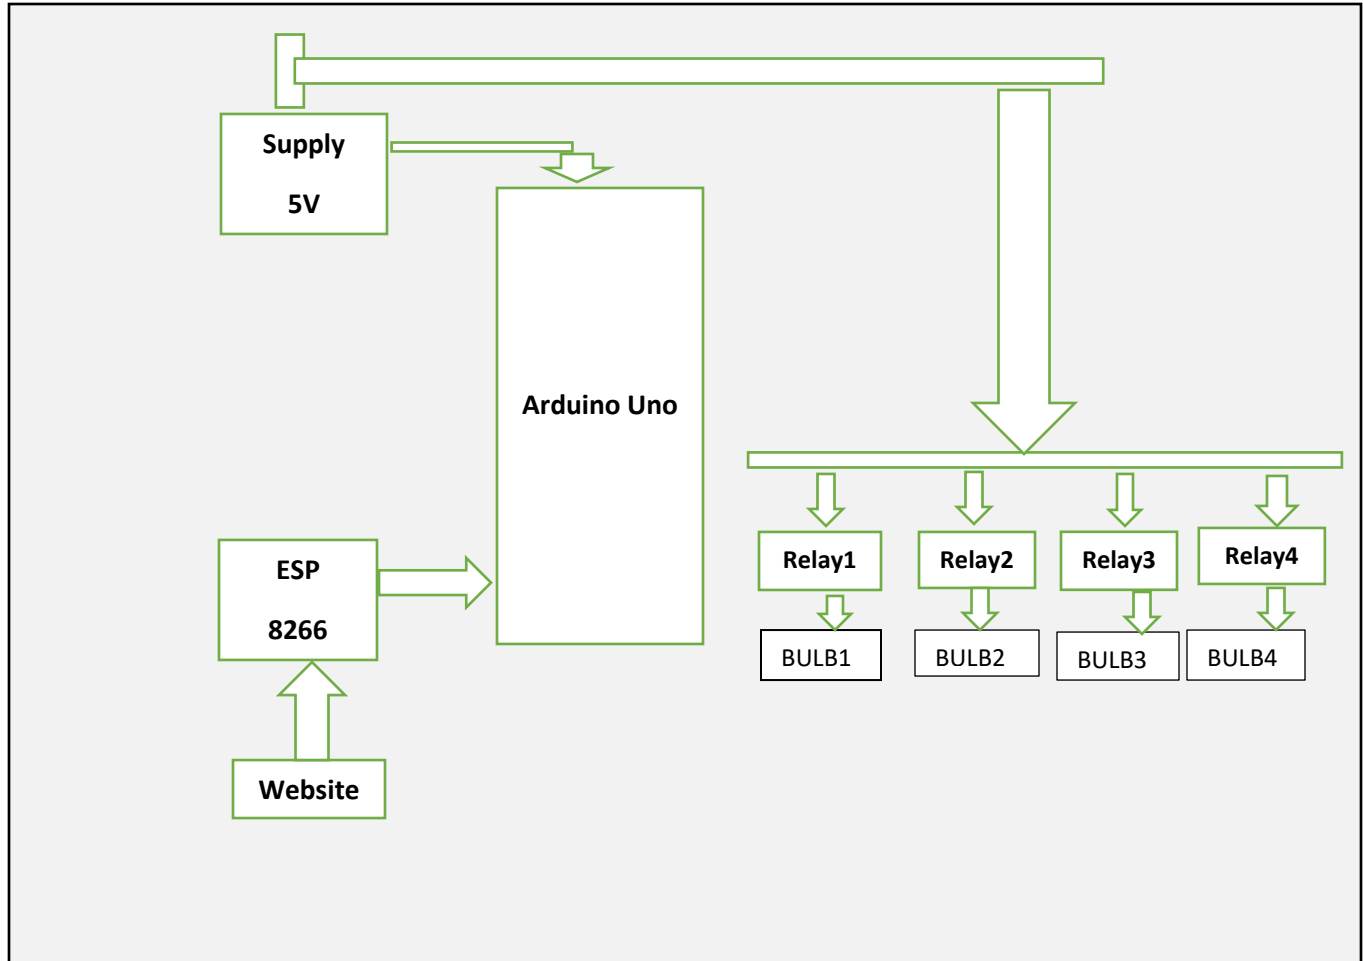 Supply
5V
Arduino Uno
ESP
8266
Relay1
Relay2
Relay3
Relay4
BULB1
BULB2
BULB3
BULB4
Website